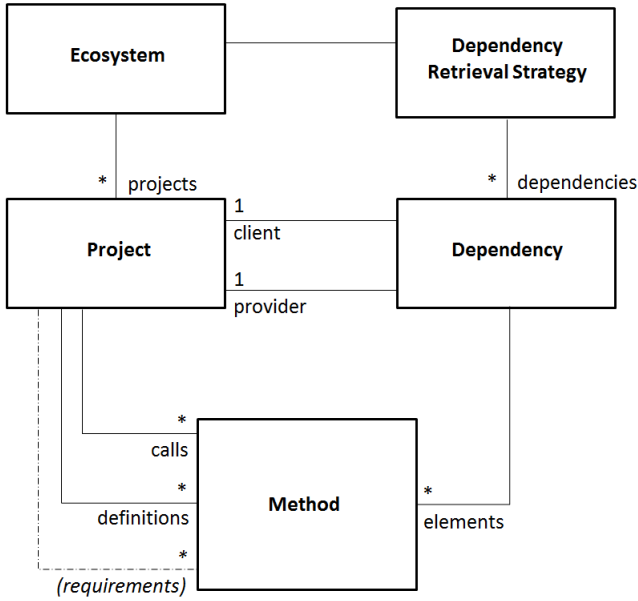 Ecosystem
Dependency
Retrieval Strategy
* projects
* dependencies
Project
1
client
1
provider
Dependency
*
calls
*
definitions
*
(requirements)
Method
*
elements